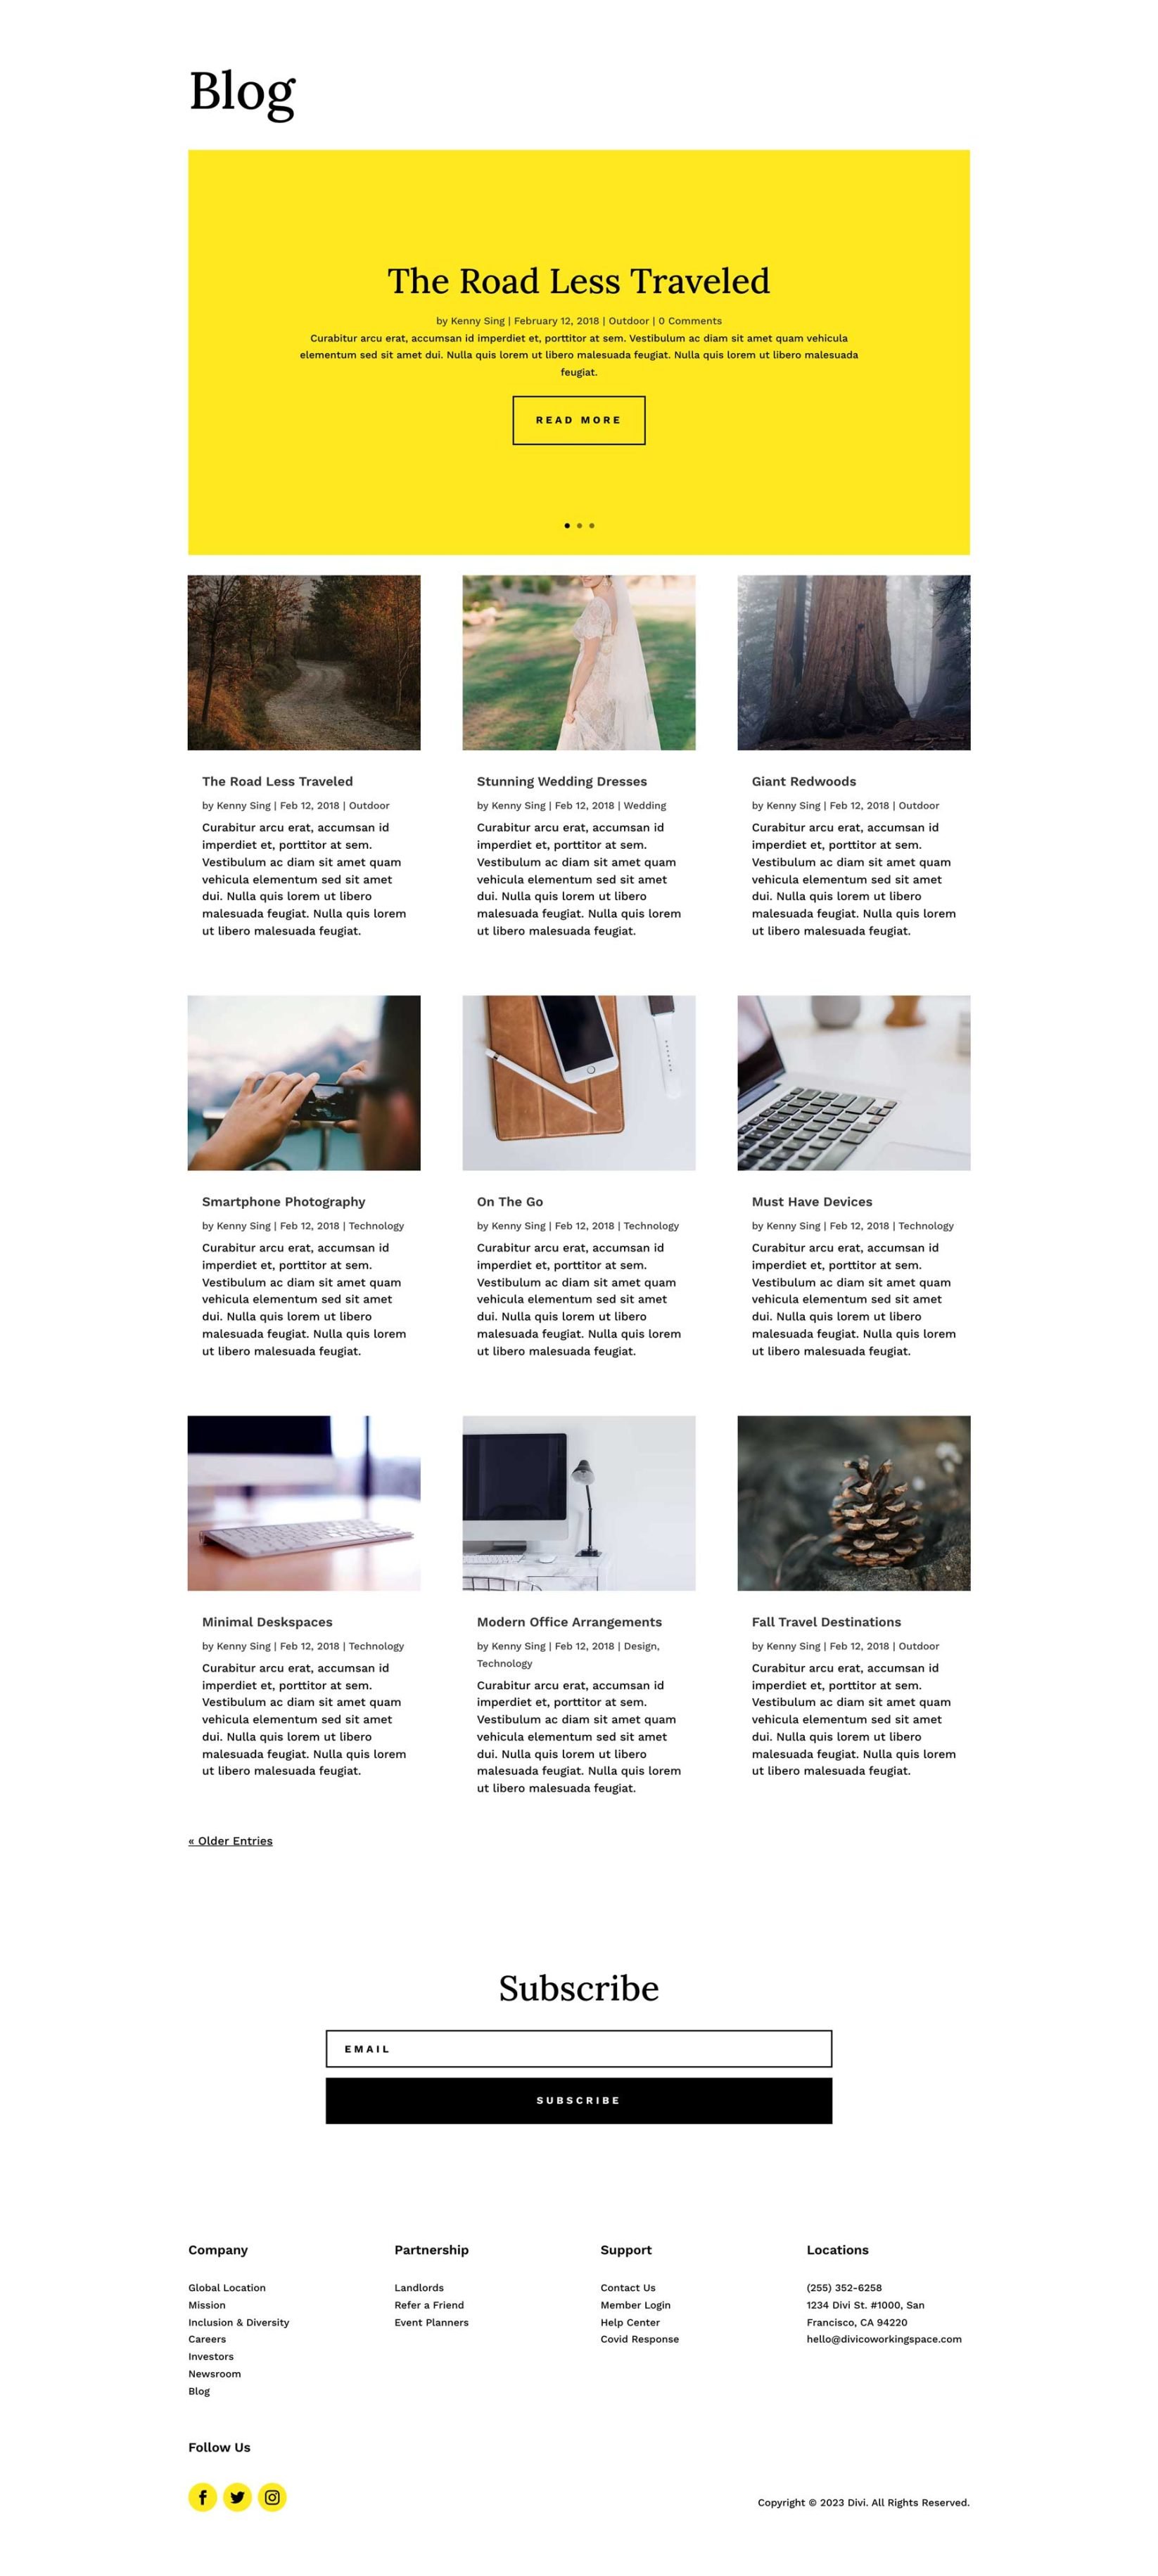 Blog
The Road Less Traveled
by Kenny Sing | February 12, 2018 | Outdoor | 0 Comments
Curabitur arcu erat, accumsan id imperdiet et, porttitor at sem. Vestibulum ac diam sit amet quam vehicula
elementum sed sit amet dui. Nulla quis lorem ut libero malesuada feugiat. Nulla quis lorem ut libero malesuada
feugiat.
READ MORE
The Road Less Traveled
by Kenny Sing | Feb 12, 2018 | Outdoor
Curabitur arcu erat, accumsan id
imperdiet et, porttitor at sem.
Vestibulum ac diam sit amet quam
vehicula elementum sed sit amet
dui. Nulla quis lorem ut libero
malesuada feugiat. Nulla quis lorem
ut libero malesuada feugiat.
Stunning Wedding Dresses
by Kenny Sing | Feb 12, 2018 | Wedding
Curabitur arcu erat, accumsan id
imperdiet et, porttitor at sem.
Vestibulum ac diam sit amet quam
vehicula elementum sed sit amet
dui. Nulla quis lorem ut libero
malesuada feugiat. Nulla quis lorem
ut libero malesuada feugiat.
Giant Redwoods
by Kenny Sing | Feb 12, 2018 | Outdoor
Curabitur arcu erat, accumsan id
imperdiet et, porttitor at sem.
Vestibulum ac diam sit amet quam
vehicula elementum sed sit amet
dui. Nulla quis lorem ut libero
malesuada feugiat. Nulla quis lorem
ut libero malesuada feugiat.
Smartphone Photography
by Kenny Sing | Feb 12, 2018 | Technology
Curabitur arcu erat, accumsan id
imperdiet et, porttitor at sem.
Vestibulum ac diam sit amet quam
vehicula elementum sed sit amet
dui. Nulla quis lorem ut libero
malesuada feugiat. Nulla quis lorem
ut libero malesuada feugiat.
On The Go
by Kenny Sing | Feb 12, 2018 | Technology
Curabitur arcu erat, accumsan id
imperdiet et, porttitor at sem.
Vestibulum ac diam sit amet quam
vehicula elementum sed sit amet
dui. Nulla quis lorem ut libero
malesuada feugiat. Nulla quis lorem
ut libero malesuada feugiat.
Must Have Devices
by Kenny Sing | Feb 12, 2018 | Technology
Curabitur arcu erat, accumsan id
imperdiet et, porttitor at sem.
Vestibulum ac diam sit amet quam
vehicula elementum sed sit amet
dui. Nulla quis lorem ut libero
malesuada feugiat. Nulla quis lorem
ut libero malesuada feugiat.
Minimal Deskspaces
by Kenny Sing | Feb 12, 2018 | Technology
Curabitur arcu erat, accumsan id
imperdiet et, porttitor at sem.
Vestibulum ac diam sit amet quam
vehicula elementum sed sit amet
dui. Nulla quis lorem ut libero
malesuada feugiat. Nulla quis lorem
ut libero malesuada feugiat.
Modern Office Arrangements
by Kenny Sing | Feb 12, 2018 | Design,
Technology
Curabitur arcu erat, accumsan id
imperdiet et, porttitor at sem.
Vestibulum ac diam sit amet quam
vehicula elementum sed sit amet
dui. Nulla quis lorem ut libero
malesuada feugiat. Nulla quis lorem
ut libero malesuada feugiat.
Fall Travel Destinations
by Kenny Sing | Feb 12, 2018 | Outdoor
Curabitur arcu erat, accumsan id
imperdiet et, porttitor at sem.
Vestibulum ac diam sit amet quam
vehicula elementum sed sit amet
dui. Nulla quis lorem ut libero
malesuada feugiat. Nulla quis lorem
ut libero malesuada feugiat.
« Older Entries
Subscribe
EMAIL
SUBSCRIBE
Company
Global Location
Mission
Inclusion & Diversity
Careers
Investors
Newsroom
Blog
Partnership
Landlords
Refer a Friend
Event Planners
Support
Contact Us
Member Login
Help Center
Covid Response
Locations
(255) 352-6258
1234 Divi St. #1000, San
Francisco, CA 94220
hello@divicoworkingspace.com
Follow Us
Copyright © 2023 Divi. All Rights Reserved.